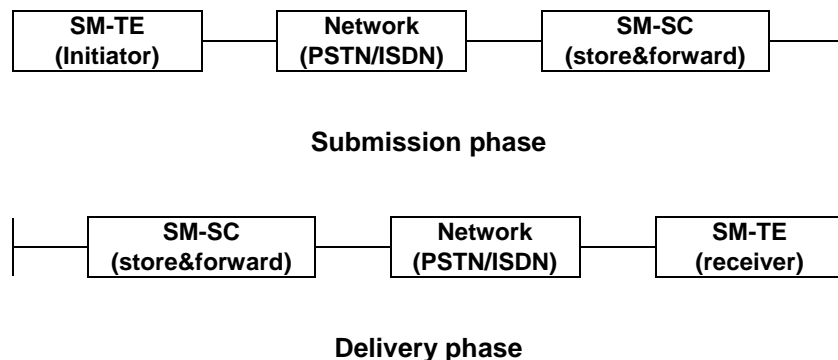 SM-TE Network SM-SC
(Initiator) (PSTN/ISDN) (store&forward)
Submission phase
SM-SC Network SM-TE
(store&forward) (PSTN/ISDN) (receiver)
Delivery phase